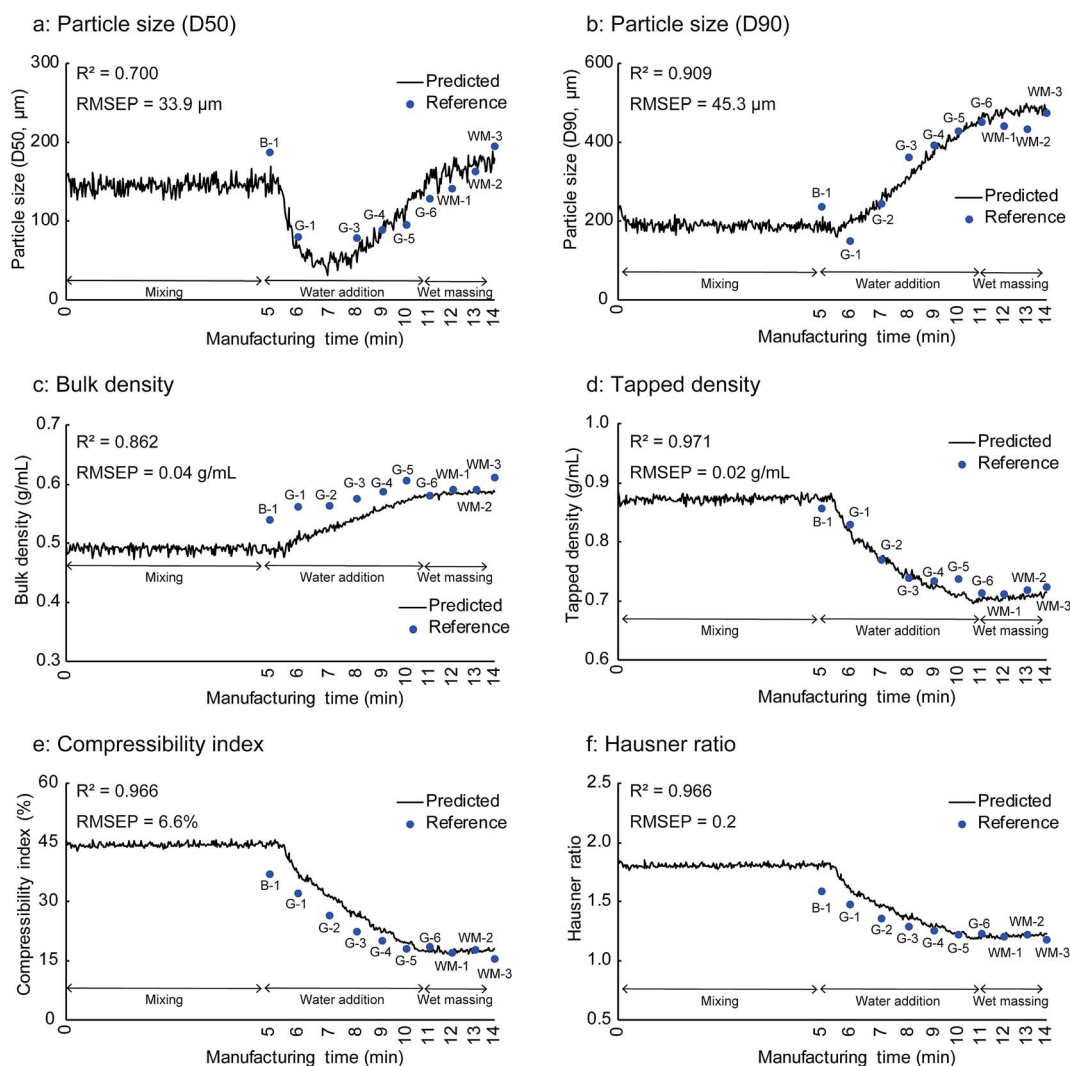 a: Particle size (D50)
Particle size (D50, µm)
300
200
100
0
R² = 0.700
RMSEP = 33.9 µm
Predicted
Reference
B-1
G-1
G-3
G-4
G-5
G-6
WM-1
WM-2
WM-3
Mixing
Water addition
Wet massing
0 5 6 7 8 9 10 11 12 13 14
Manufacturing time (min)
b: Particle size (D90)
Particle size (D90, µm)
600
400
200
0
R² = 0.909
RMSEP = 45.3 µm
Predicted
Reference
B-1
G-1
G-2
G-3
G-4
G-5
G-6
WM-1
WM-2
WM-3
Mixing
Water addition
Wet massing
0 5 6 7 8 9 10 11 12 13 14
Manufacturing time (min)
c: Bulk density
Bulk density (g/mL)
0.7
0.6
0.5
0.4
0.3
R² = 0.862
RMSEP = 0.04 g/mL
B-1
G-1
G-2
G-3
G-4
G-5
G-6
WM-1
WM-2
WM-3
Mixing
Water addition
Wet massing
Predicted
Reference
0 5 6 7 8 9 10 11 12 13 14
Manufacturing time (min)
d: Tapped density
Tapped density (g/mL)
1.0
0.9
0.8
0.7
0.6
R² = 0.971
RMSEP = 0.02 g/mL
Predicted
Reference
B-1
G-1
G-2
G-3
G-4
G-5
G-6
WM-1
WM-2
WM-3
Mixing
Water addition
Wet massing
0 5 6 7 8 9 10 11 12 13 14
Manufacturing time (min)
e: Compressibility index
Compressibility index (%)
60
45
30
15
0
R² = 0.966
RMSEP = 6.6%
Predicted
Reference
B-1
G-1
G-2
G-3
G-4
G-5
G-6
WM-1
WM-2
WM-3
Mixing
Water addition
Wet massing
0 5 6 7 8 9 10 11 12 13 14
Manufacturing time (min)
f: Hausner ratio
Hausner ratio
2.5
2.0
1.5
1.0
0.5
R² = 0.966
RMSEP = 0.2
Predicted
Reference
B-1
G-1
G-2
G-3
G-4
G-5
G-6
WM-1
WM-2
WM-3
Mixing
Water addition
Wet massing
0 5 6 7 8 9 10 11 12 13 14
Manufacturing time (min)